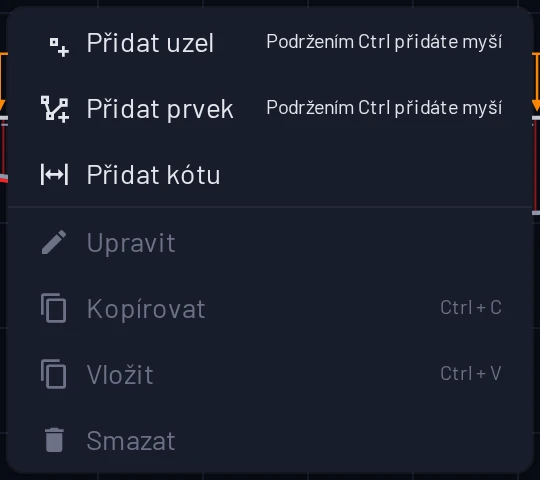 Přidat uzel Podržením Ctrl přidáte myší
Přidat prvek Podržením Ctrl přidáte myší
Přidat kótu
Upravit
Kopírovat Ctrl + C
Vložit Ctrl + V
Smazat